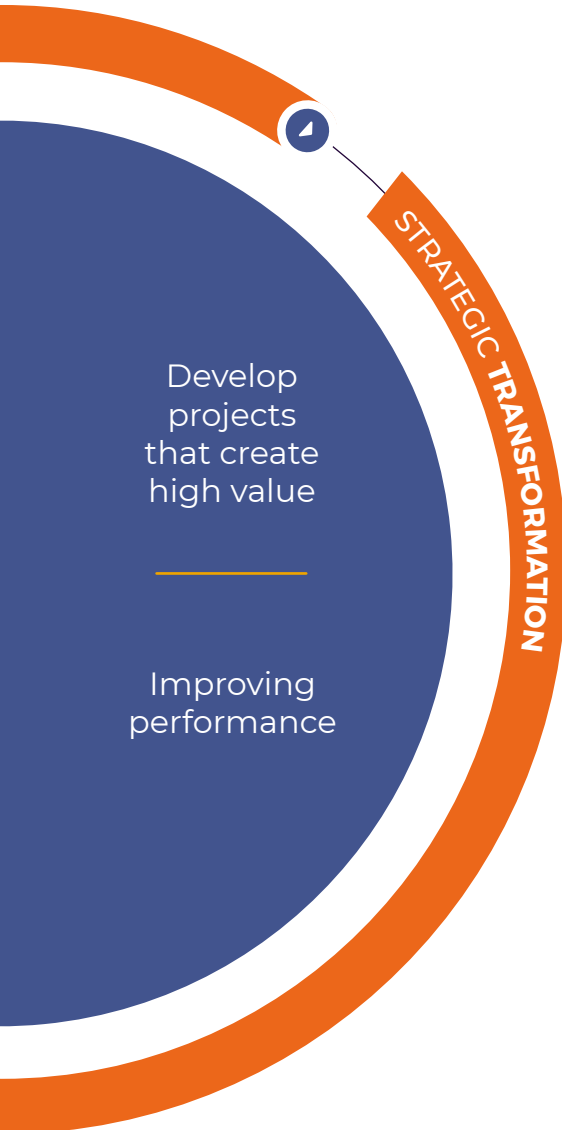 STRATEGIC TRANSFORMATION
Develop
projects
that create
high value
Improving
performance